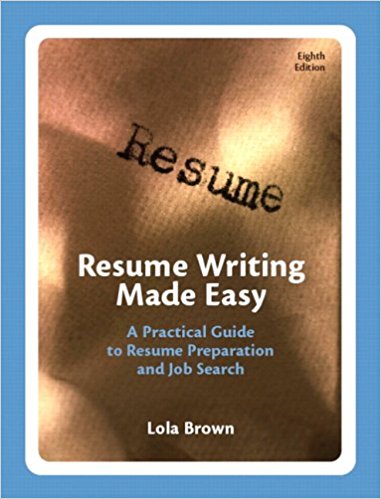 Eighth
Edition
Resume
Resume Writing
Made Easy
A Practical Guide
to Resume Preparation
and Job Search
Lola Brown